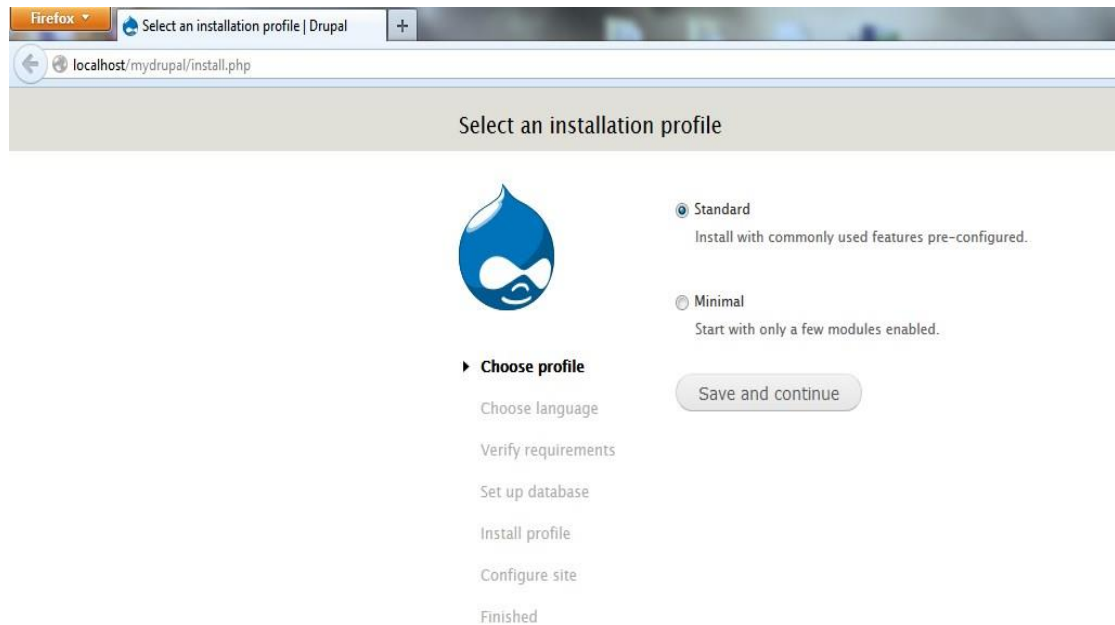 Firefox
Select an installation profile | Drupal
+
localhost/mydrupal/install.php
Select an installation profile
Standard
Install with commonly used features pre-configured.
Minimal
Start with only a few modules enabled.
Save and continue
Choose profile
Choose language
Verify requirements
Set up database
Install profile
Configure site
Finished